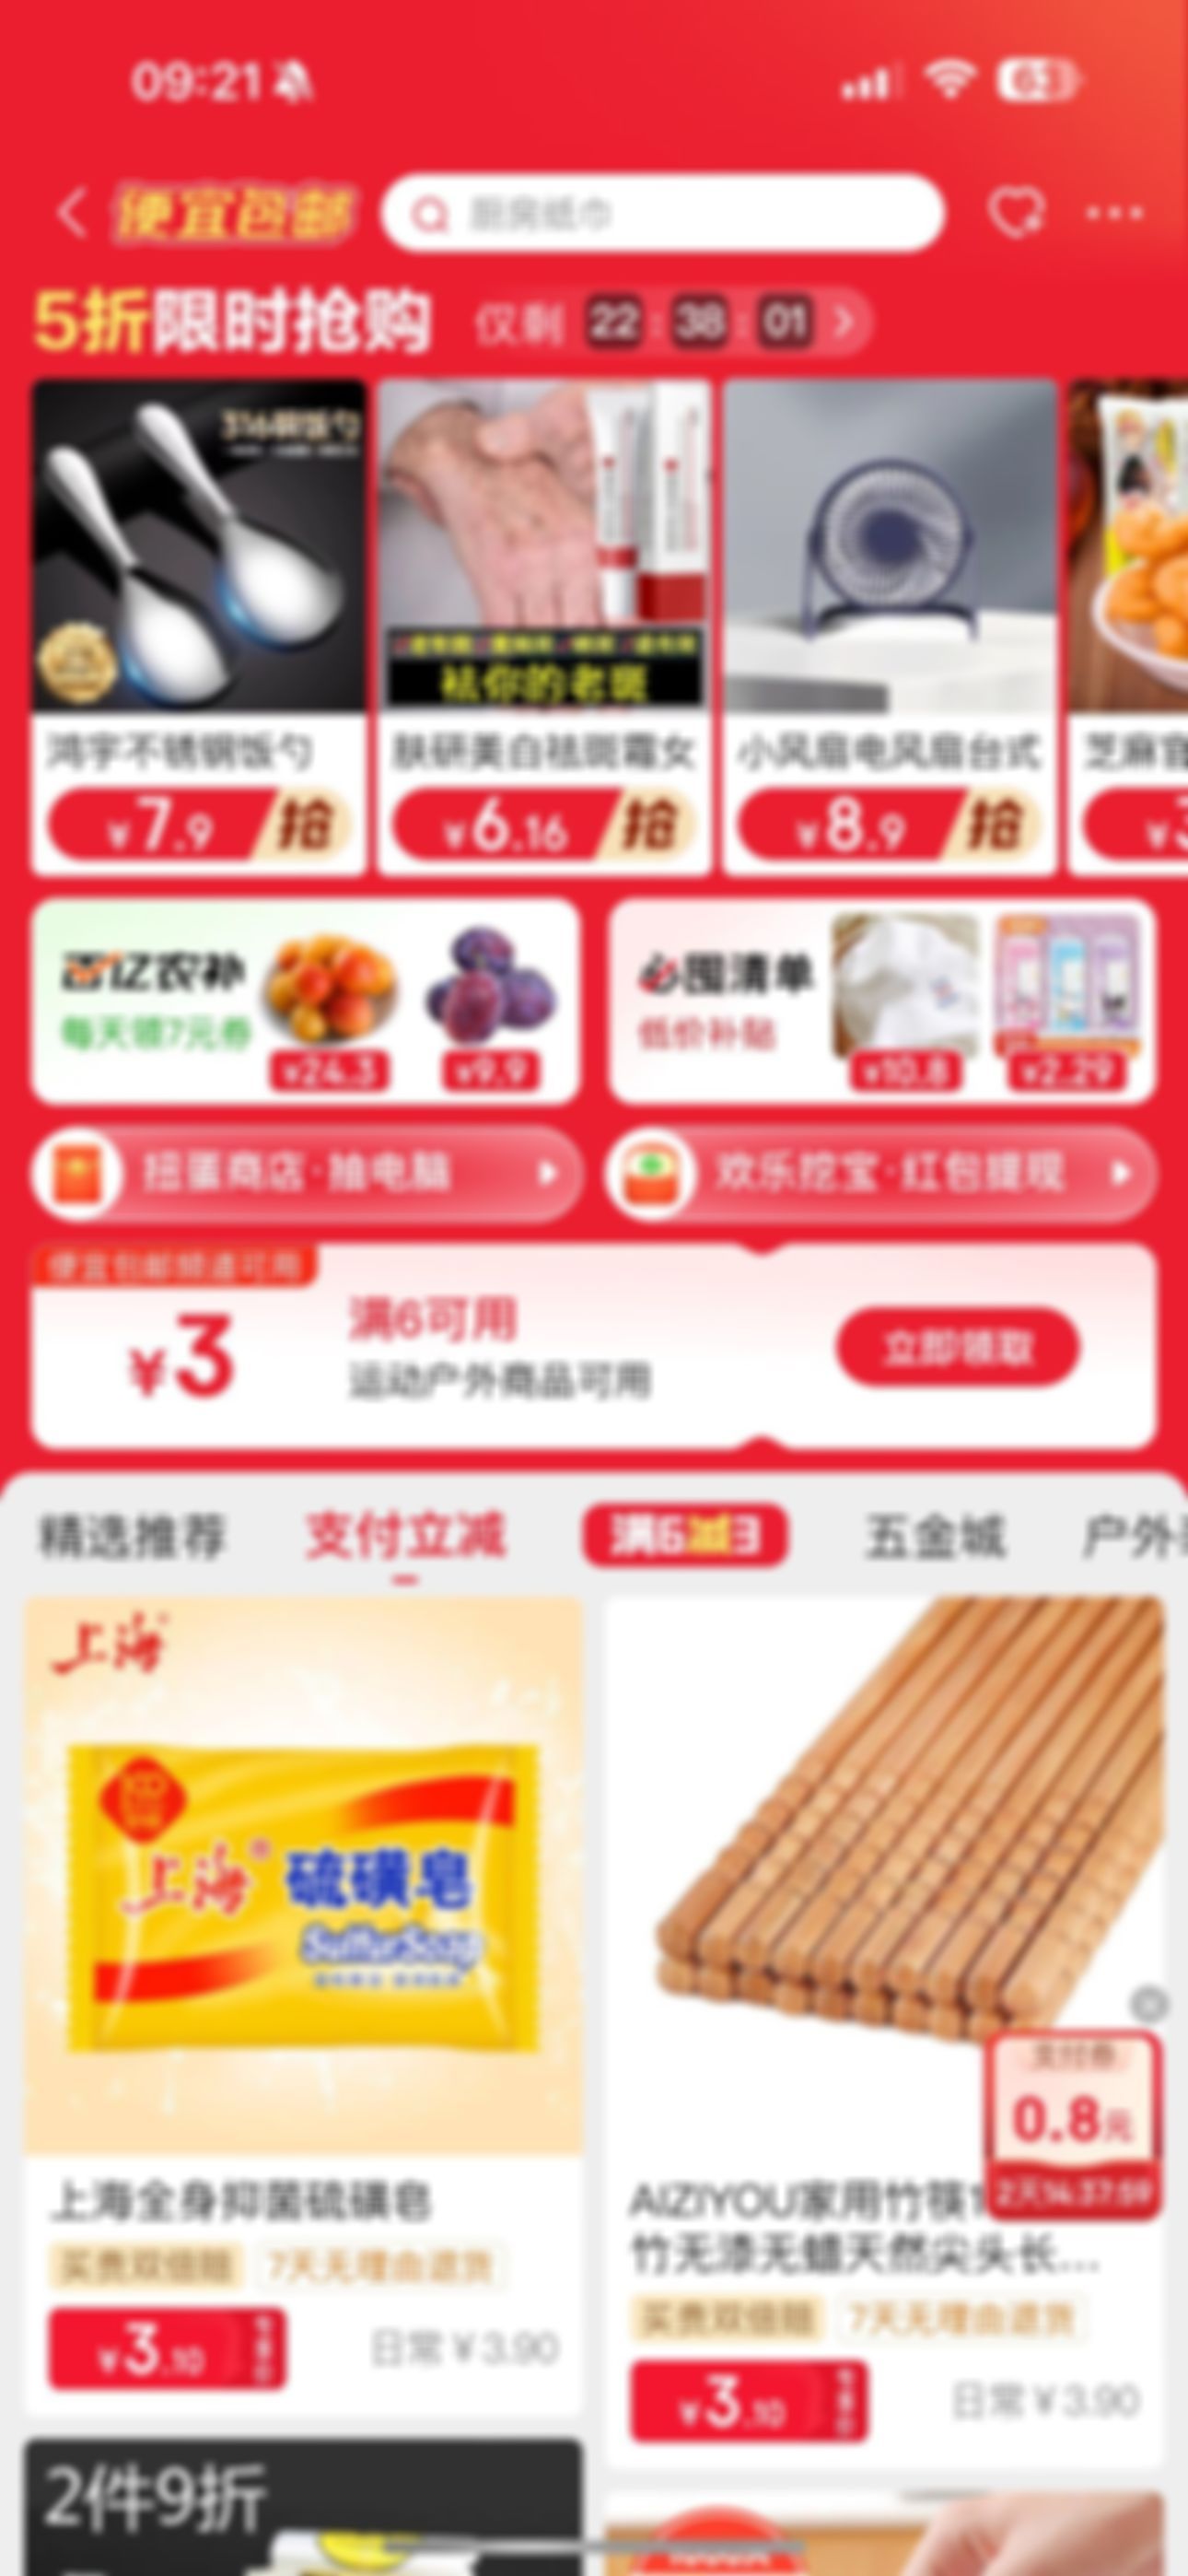 09:21
便宜包邮
厨房纸巾
5折限时抢购 仅剩 22:38:01
316钢饭勺
祛你的老斑
鸿宇不锈钢饭勺
¥7.9 抢
肤研美白祛斑霜女
¥6.16 抢
小风扇电风扇台式
¥8.9 抢
芝麻官
¥3
百亿农补
每天领7元券
¥24.3
¥9.9
必囤清单
低价补贴
¥10.8
¥2.29
扭蛋商店·抽电脑
欢乐挖宝·红包提现
便宜包邮频道可用
¥3
满6可用
运动户外商品可用
立即领取
精选推荐 支付立减 满6减3 五金城 户外
上海
上海® 硫磺皂
Sulfur Soap
上海全身抑菌硫磺皂
买贵双倍赔 7天无理由退货
¥3.10
日常¥3.90
支付券
0.8元
2天14:37:59
AIZIYOU家用竹筷
竹无漆无蜡天然尖头长...
买贵双倍赔 7天无理由退货
¥3.10
日常¥3.90
2件9折